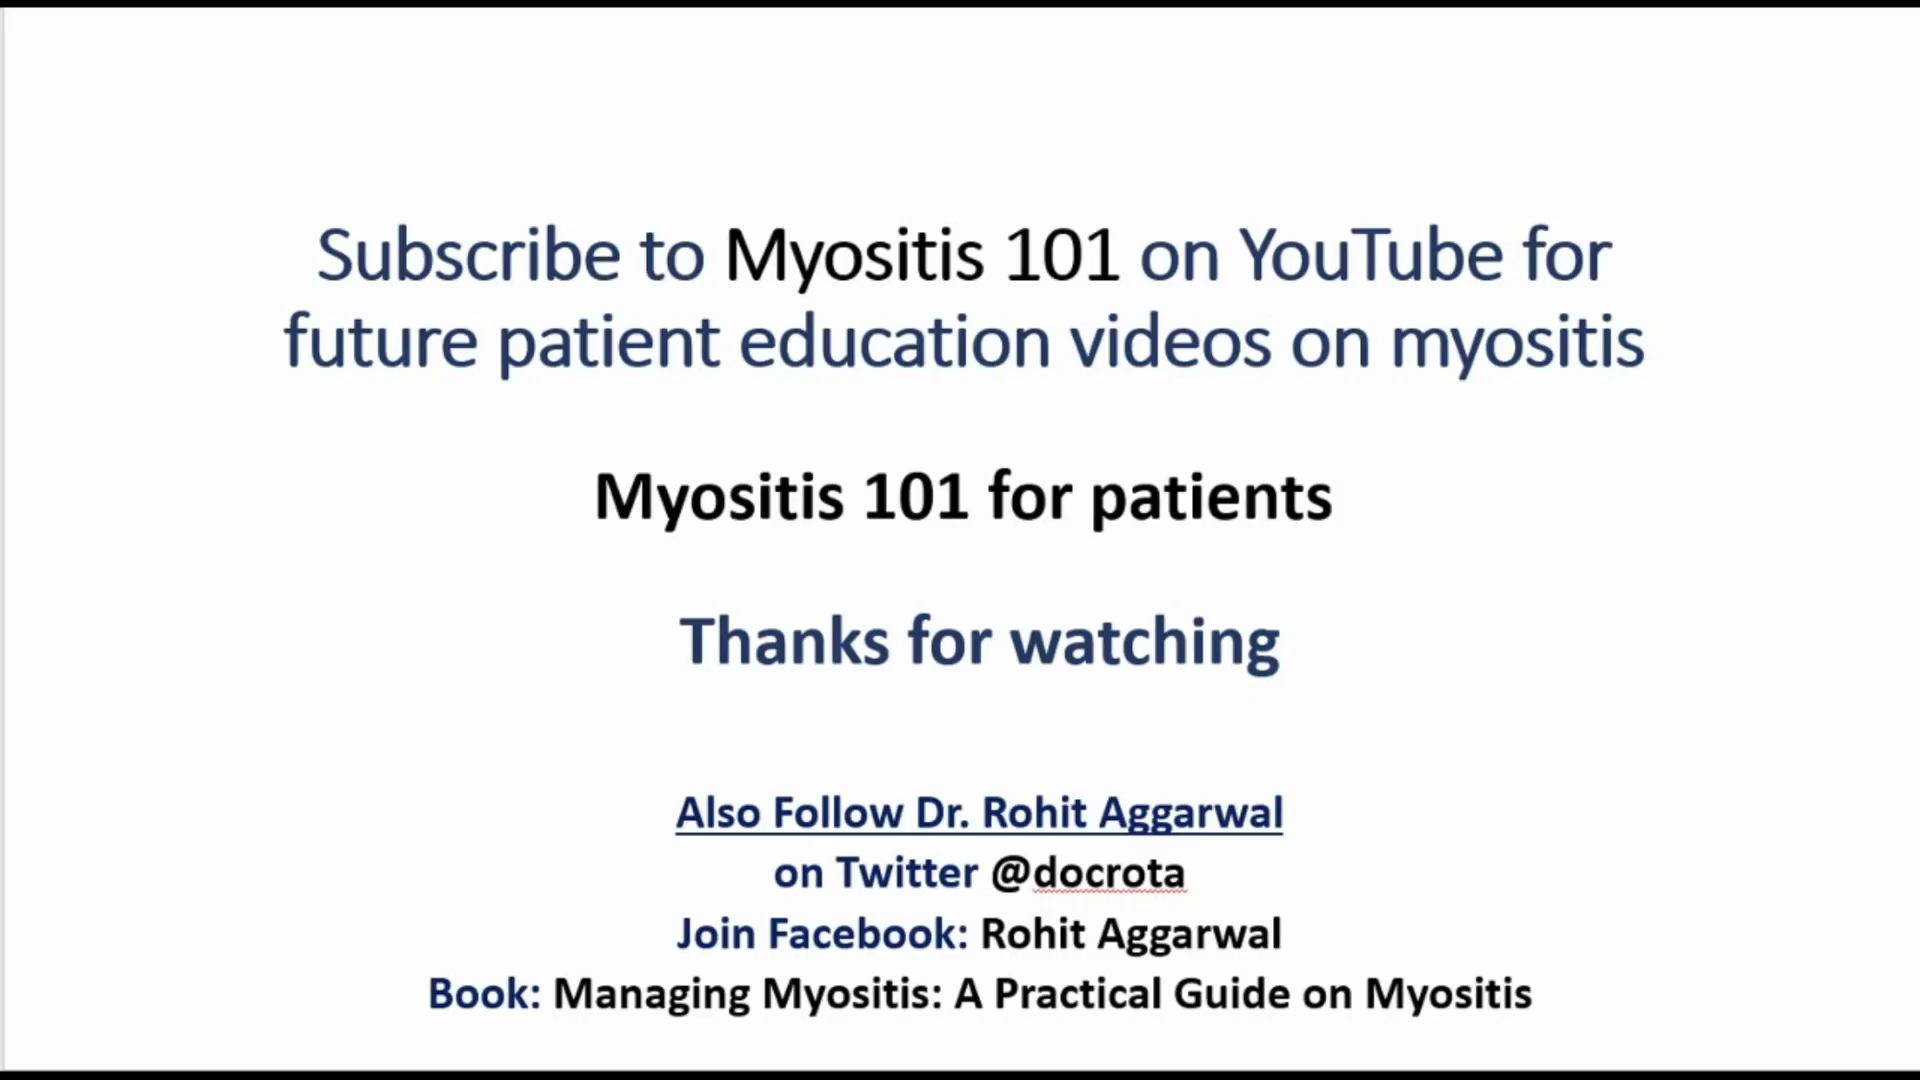 Subscribe to Myositis 101 on YouTube for
future patient education videos on myositis
Myositis 101 for patients
Thanks for watching
Also Follow Dr. Rohit Aggarwal
on Twitter @docrota
Join Facebook: Rohit Aggarwal
Book: Managing Myositis: A Practical Guide on Myositis